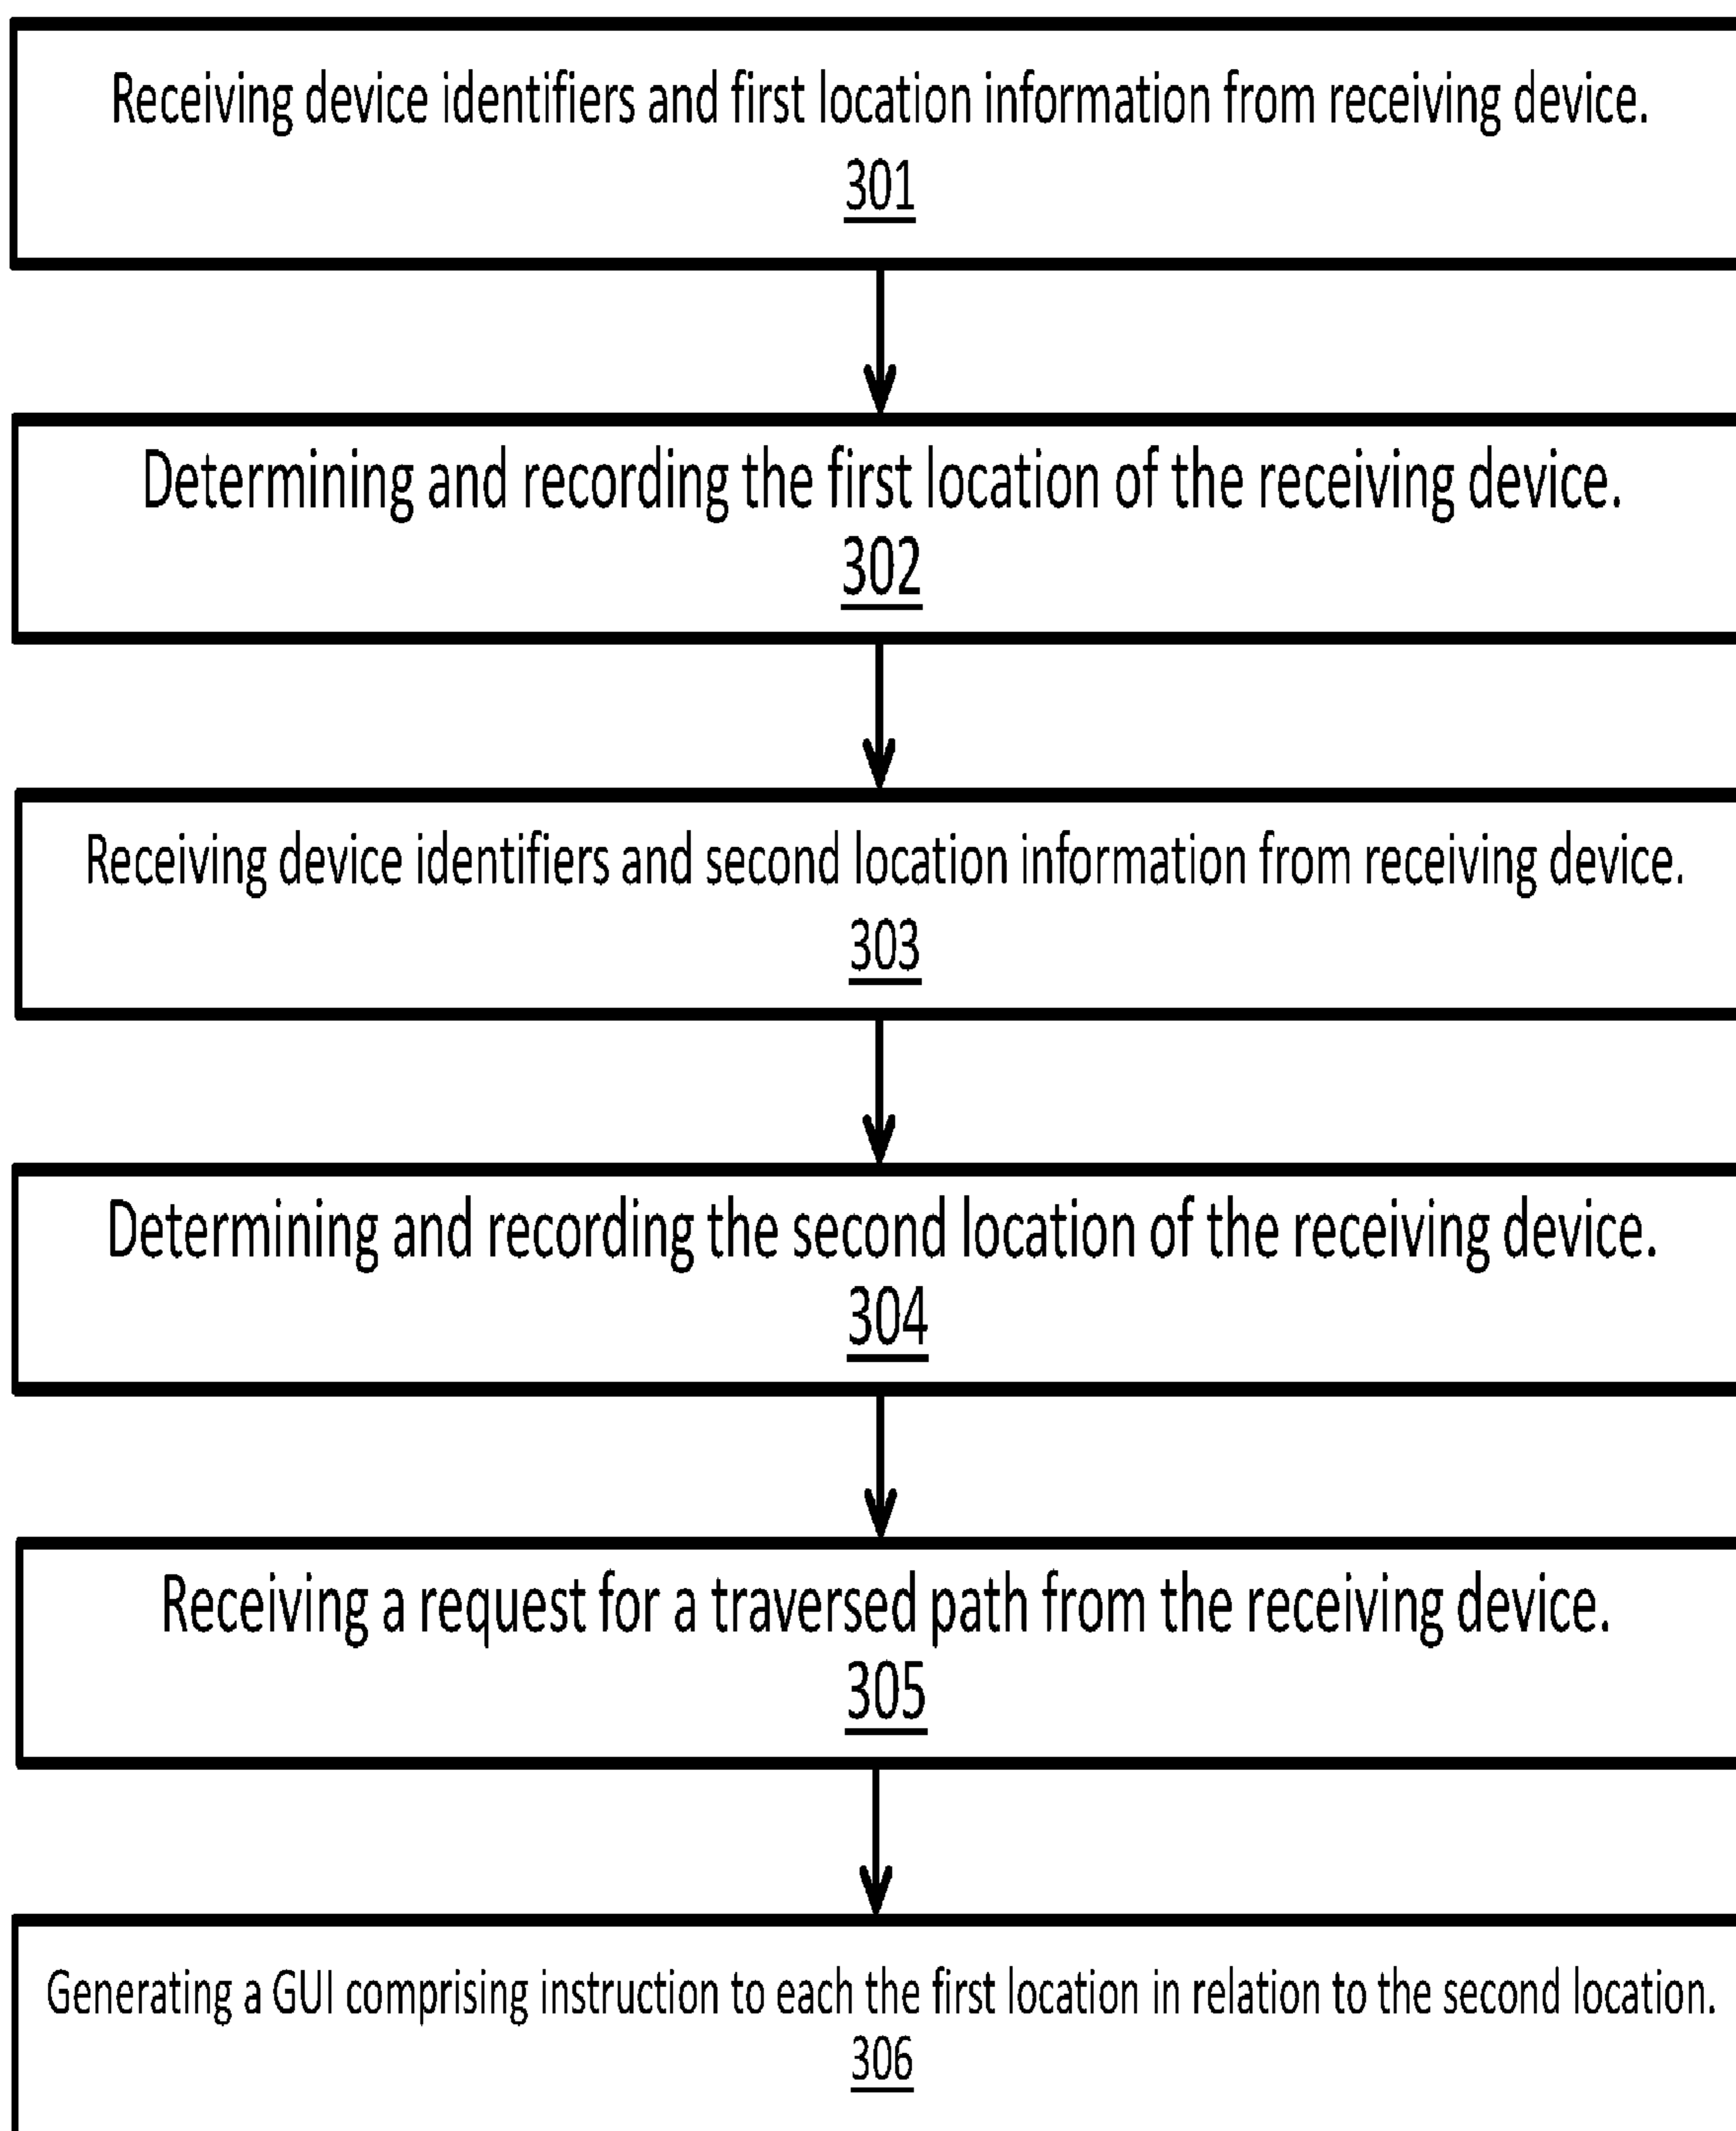 Receiving device identifiers and first location information from receiving device.
301
Determining and recording the first location of the receiving device.
302
Receiving device identifiers and second location information from receiving device.
303
Determining and recording the second location of the receiving device.
304
Receiving a request for a traversed path from the receiving device.
305
Generating a GUI comprising instruction to each the first location in relation to the second location.
306